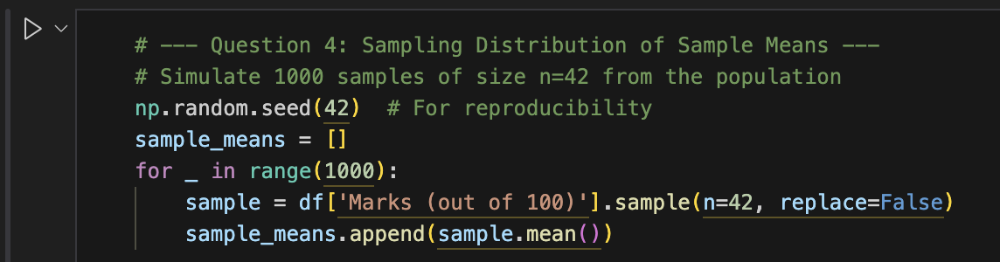 # --- Question 4: Sampling Distribution of Sample Means ---
# Simulate 1000 samples of size n=42 from the population
np.random.seed(42)  # For reproducibility
sample_means = []
for _ in range(1000):
    sample = df['Marks (out of 100)'].sample(n=42, replace=False)
    sample_means.append(sample.mean())